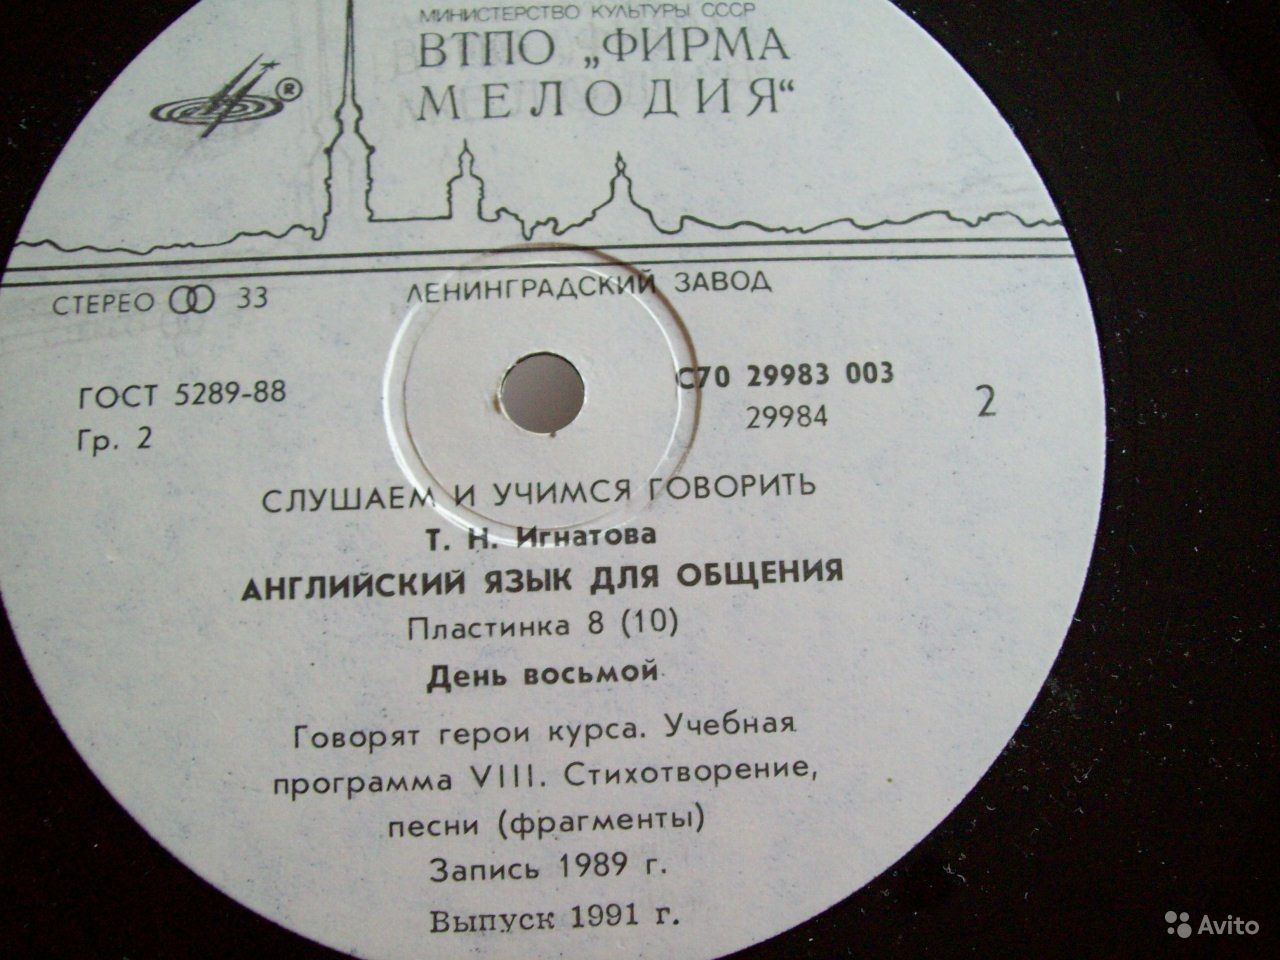 МИНИСТЕРСТВО КУЛЬТУРЫ СССР
ВТПО „ФИРМА
МЕЛОДИЯ“
®
СТЕРЕО 33
ЛЕНИНГРАДСКИЙ ЗАВОД
ГОСТ 5289-88
Гр. 2
С70 29983 003
29984
2
СЛУШАЕМ И УЧИМСЯ ГОВОРИТЬ
Т. Н. Игнатова
АНГЛИЙСКИЙ ЯЗЫК ДЛЯ ОБЩЕНИЯ
Пластинка 8 (10)
День восьмой
Говорят герои курса. Учебная
программа VIII. Стихотворение,
песни (фрагменты)
Запись 1989 г.
Выпуск 1991 г.
Avito